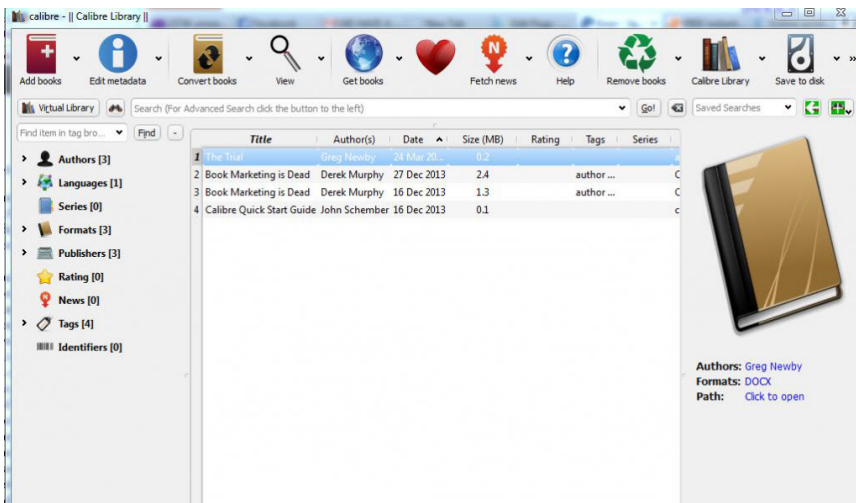 calibre - || Calibre Library ||
Add books Edit metadata Convert books View Get books Fetch news Help Remove books Calibre Library Save to disk »
Virtual Library Search (For Advanced Search click the button to the left) Go! Saved Searches
Find item in tag bro... Find -
Title Author(s) Date Size (MB) Rating Tags Series
1 The Trial Greg Newby 24 Mar 20... 0.2
2 Book Marketing is Dead Derek Murphy 27 Dec 2013 2.4 author ... C
3 Book Marketing is Dead Derek Murphy 16 Dec 2013 1.3 author ... C
4 Calibre Quick Start Guide John Schember 16 Dec 2013 0.1 c
Authors [3]
Languages [1]
Series [0]
Formats [3]
Publishers [3]
Rating [0]
News [0]
Tags [4]
Identifiers [0]
Authors: Greg Newby
Formats: DOCX
Path: Click to open